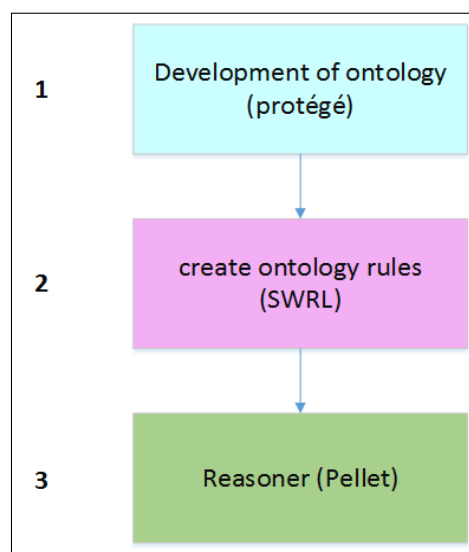 1
Development of ontology
(protégé)
2
create ontology rules
(SWRL)
3
Reasoner (Pellet)